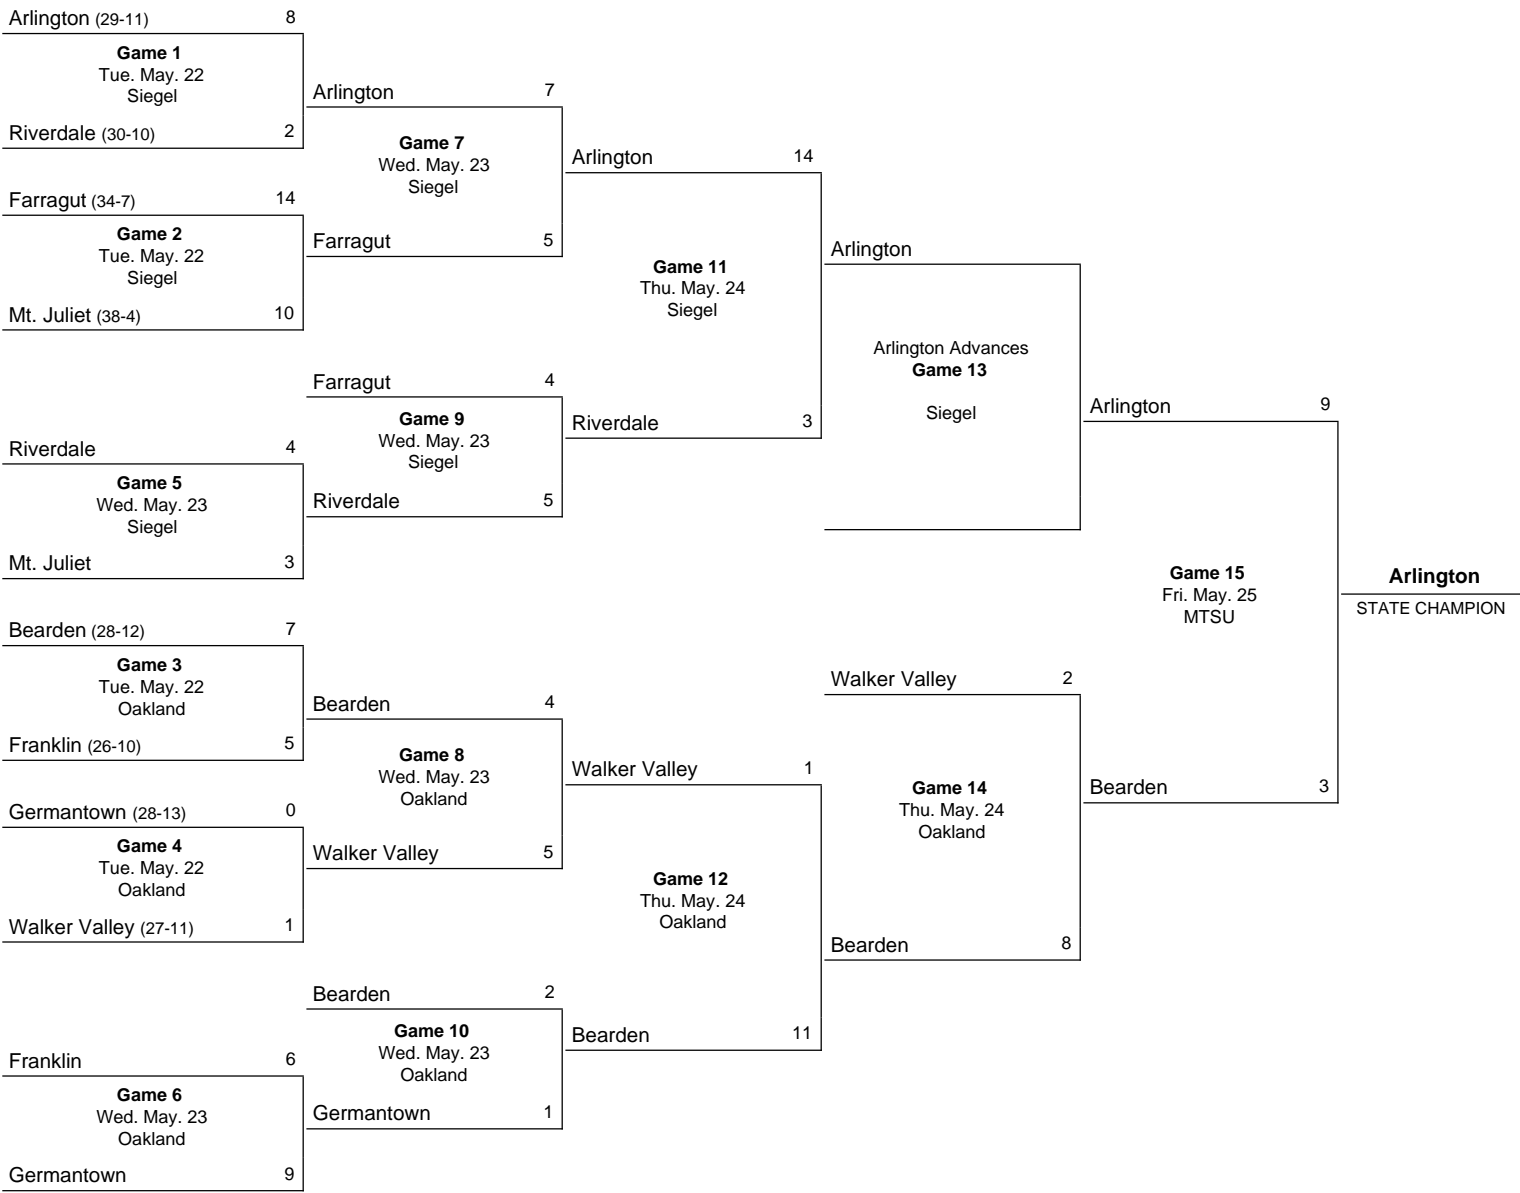 Arlington (29-11) 8
Game 1
Tue. May. 22
Siegel
Riverdale (30-10) 2
Farragut (34-7) 14
Game 2
Tue. May. 22
Siegel
Mt. Juliet (38-4) 10
Riverdale 4
Game 5
Wed. May. 23
Siegel
Mt. Juliet 3
Bearden (28-12) 7
Game 3
Tue. May. 22
Oakland
Franklin (26-10) 5
Germantown (28-13) 0
Game 4
Tue. May. 22
Oakland
Walker Valley (27-11) 1
Franklin 6
Game 6
Wed. May. 23
Oakland
Germantown 9
Arlington 7
Game 7
Wed. May. 23
Siegel
Farragut 5
Farragut 4
Game 9
Wed. May. 23
Siegel
Riverdale 5
Bearden 4
Game 8
Wed. May. 23
Oakland
Walker Valley 5
Bearden 2
Game 10
Wed. May. 23
Oakland
Germantown 1
Arlington 14
Game 11
Thu. May. 24
Siegel
Riverdale 3
Walker Valley 1
Game 12
Thu. May. 24
Oakland
Bearden 11
Arlington
Arlington Advances
Game 13
Siegel
Walker Valley 2
Game 14
Thu. May. 24
Oakland
Bearden 8
Arlington 9
Game 15
Fri. May. 25
MTSU
Bearden 3
Arlington
STATE CHAMPION